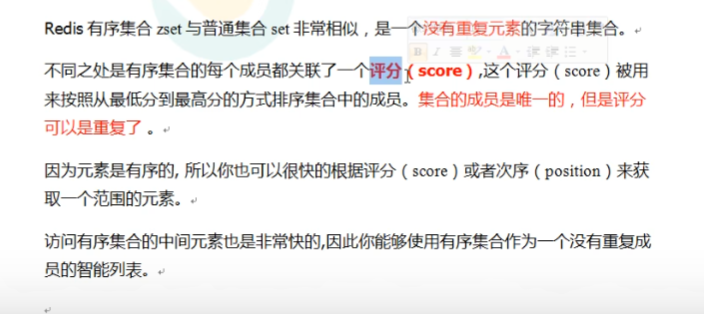 Redis 有序集合 zset 与普通集合 set 非常相似，是一个没有重复元素的字符串集合。
不同之处是有序集合的每个成员都关联了一个评分（score）,这个评分（score）被用
来按照从最低分到最高分的方式排序集合中的成员。集合的成员是唯一的，但是评分
可以是重复了 。
因为元素是有序的, 所以你也可以很快的根据评分（score）或者次序（position）来获
取一个范围的元素。
访问有序集合的中间元素也是非常快的,因此你能够使用有序集合作为一个没有重复成
员的智能列表。